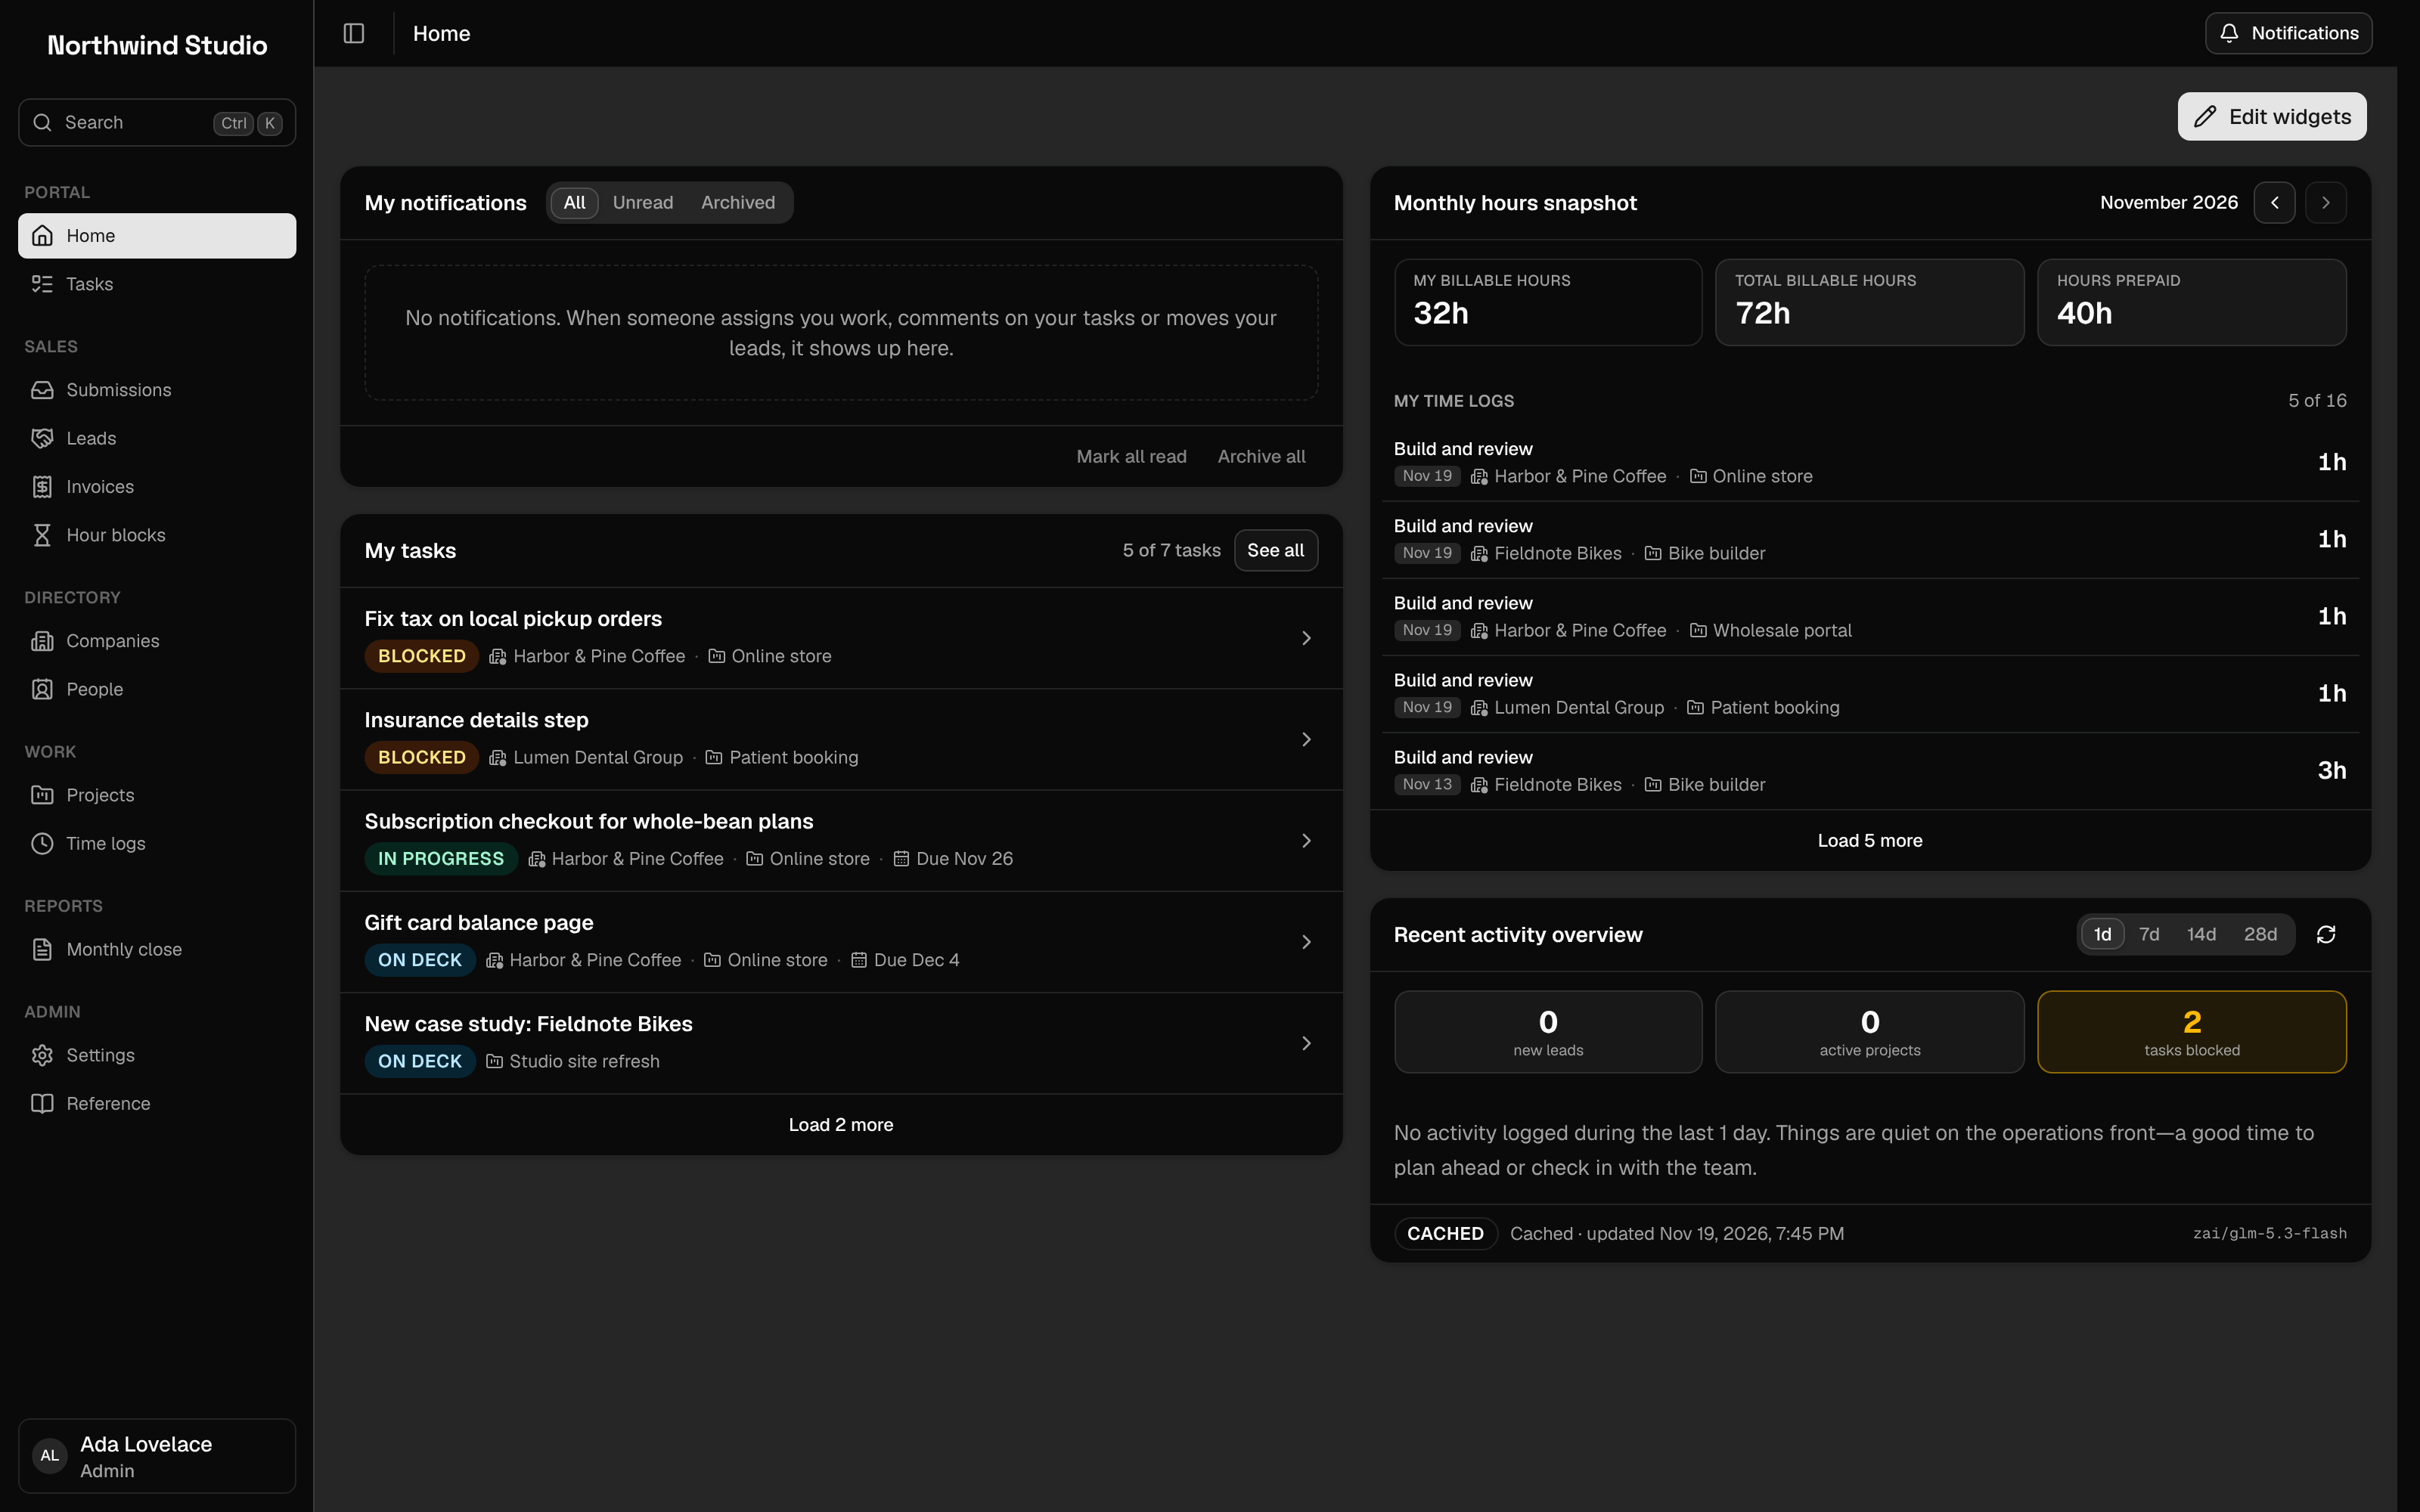 Northwind Studio
Search
Ctrl K
PORTAL
Home
Tasks
SALES
Submissions
Leads
Invoices
Hour blocks
DIRECTORY
Companies
People
WORK
Projects
Time logs
REPORTS
Monthly close
ADMIN
Settings
Reference
AL
Ada Lovelace
Admin
Home
Notifications
Edit widgets
My notifications
All Unread Archived
No notifications. When someone assigns you work, comments on your tasks or moves your
leads, it shows up here.
Mark all read Archive all
My tasks
5 of 7 tasks
See all
Fix tax on local pickup orders
BLOCKED Harbor & Pine Coffee · Online store
Insurance details step
BLOCKED Lumen Dental Group · Patient booking
Subscription checkout for whole-bean plans
IN PROGRESS Harbor & Pine Coffee · Online store · Due Nov 26
Gift card balance page
ON DECK Harbor & Pine Coffee · Online store · Due Dec 4
New case study: Fieldnote Bikes
ON DECK Studio site refresh
Load 2 more
Monthly hours snapshot
November 2026
MY BILLABLE HOURS
32h
TOTAL BILLABLE HOURS
72h
HOURS PREPAID
40h
MY TIME LOGS
5 of 16
Build and review
Nov 19 Harbor & Pine Coffee · Online store
1h
Build and review
Nov 19 Fieldnote Bikes · Bike builder
1h
Build and review
Nov 19 Harbor & Pine Coffee · Wholesale portal
1h
Build and review
Nov 19 Lumen Dental Group · Patient booking
1h
Build and review
Nov 13 Fieldnote Bikes · Bike builder
3h
Load 5 more
Recent activity overview
1d 7d 14d 28d
0
new leads
0
active projects
2
tasks blocked
No activity logged during the last 1 day. Things are quiet on the operations front—a good time to
plan ahead or check in with the team.
CACHED Cached · updated Nov 19, 2026, 7:45 PM
zai/glm-5.3-flash